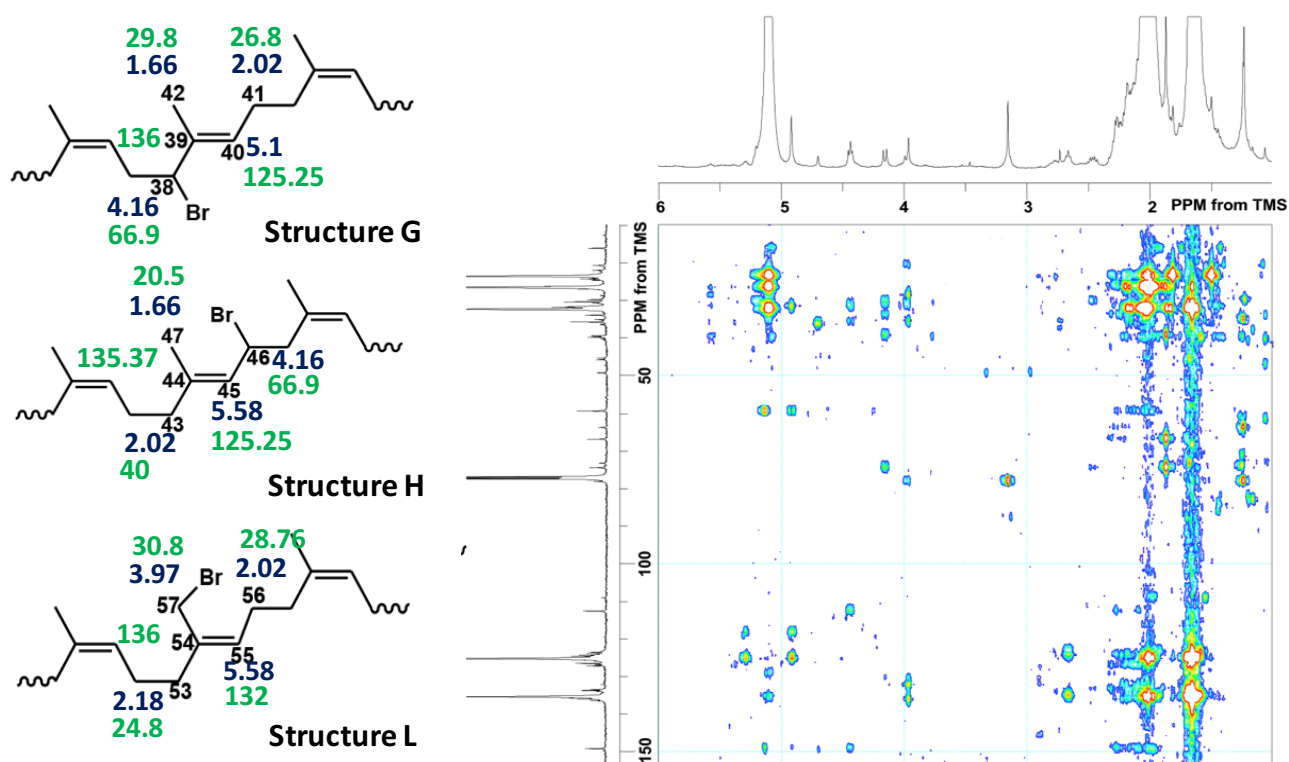 29.8 26.8
1.66 2.02
42 41
136 39 40 5.1
125.25
38
4.16 Br
66.9
Structure G
20.5
1.66 Br
47
135.37 46 4.16
44 45 66.9
5.58
43 125.25
2.02
40
Structure H
30.8 28.76
3.97 Br 2.02
57 56
136 54 55
5.58
53 132
2.18
24.8
Structure L
6 5 4 3 2 PPM from TMS
PPM from TMS
50
100
150